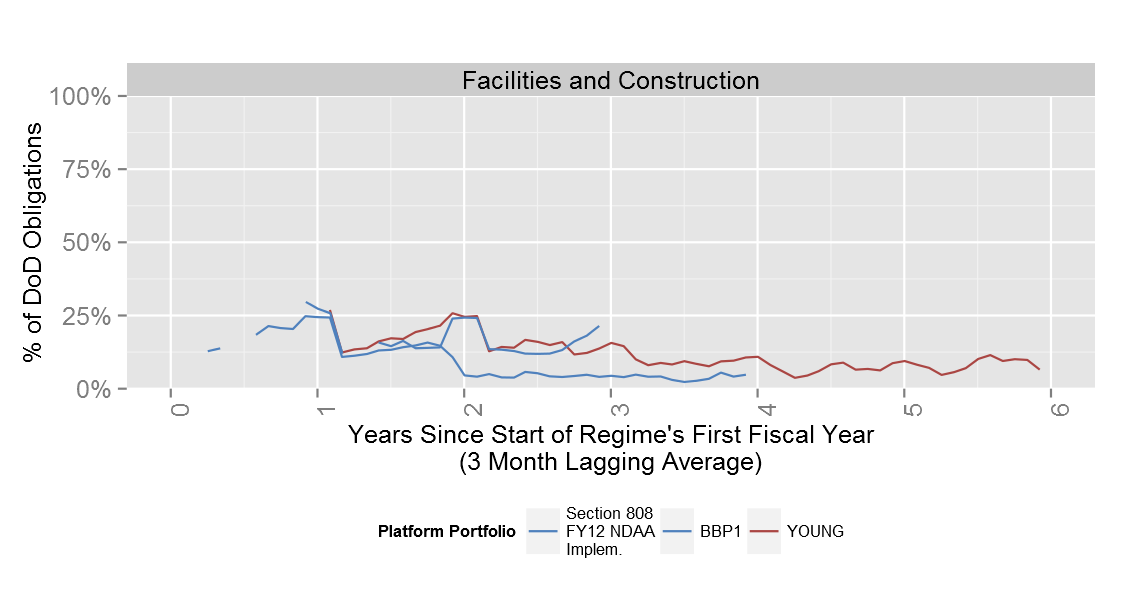 Facilities and Construction
100%
75%
50%
25%
0%
% of DoD Obligations
0
1
2
3
4
5
6
Years Since Start of Regime's First Fiscal Year
(3 Month Lagging Average)
Platform Portfolio
Section 808
FY12 NDAA
Implem.
BBP1
YOUNG